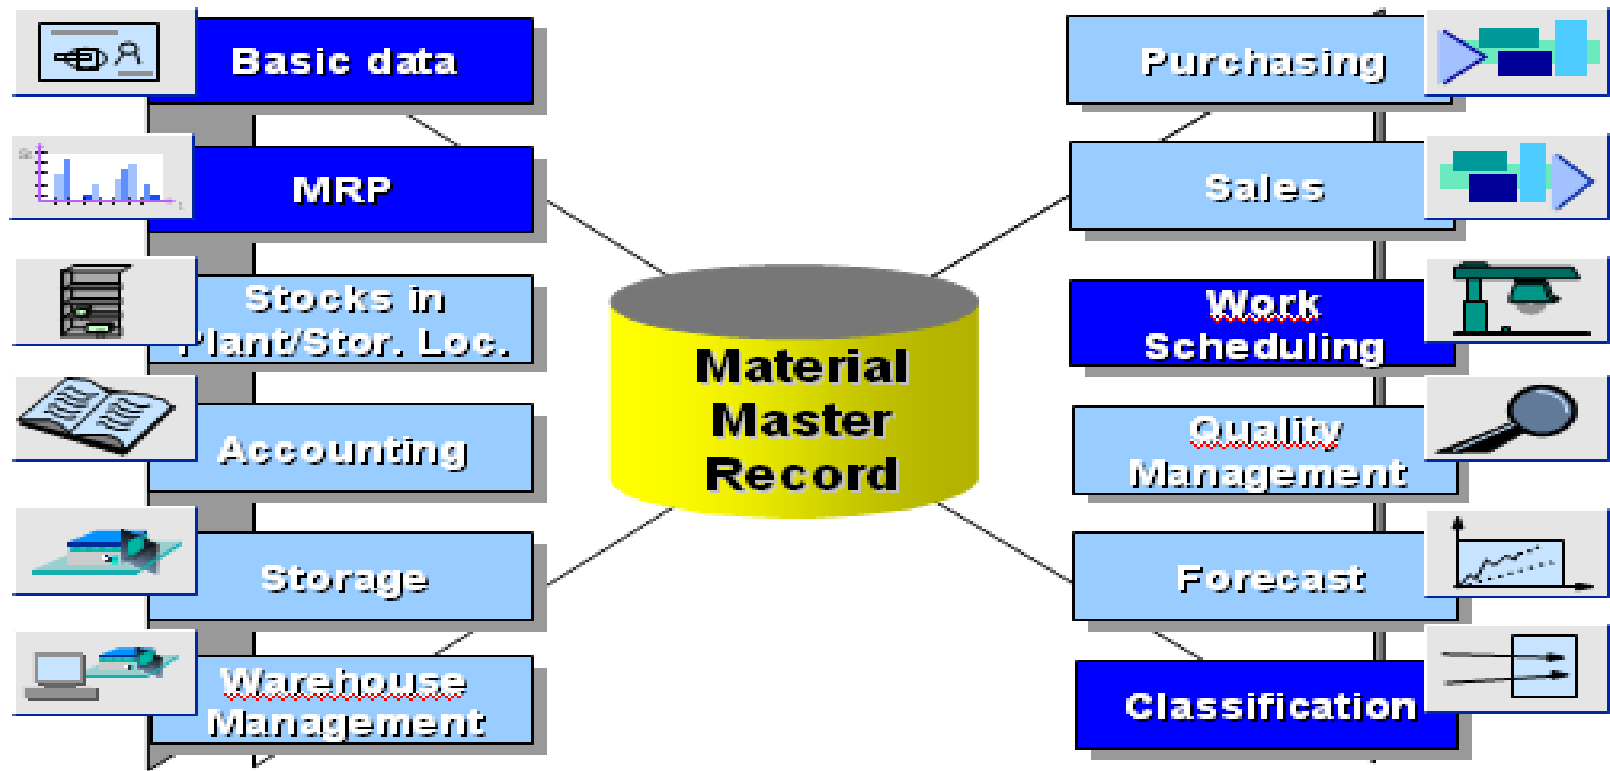 Basic data
MRP
Stocks in
Plant/Stor. Loc.
Accounting
Storage
Warehouse
Management
Material
Master
Record
Purchasing
Sales
Work
Scheduling
Quality
Management
Forecast
Classification